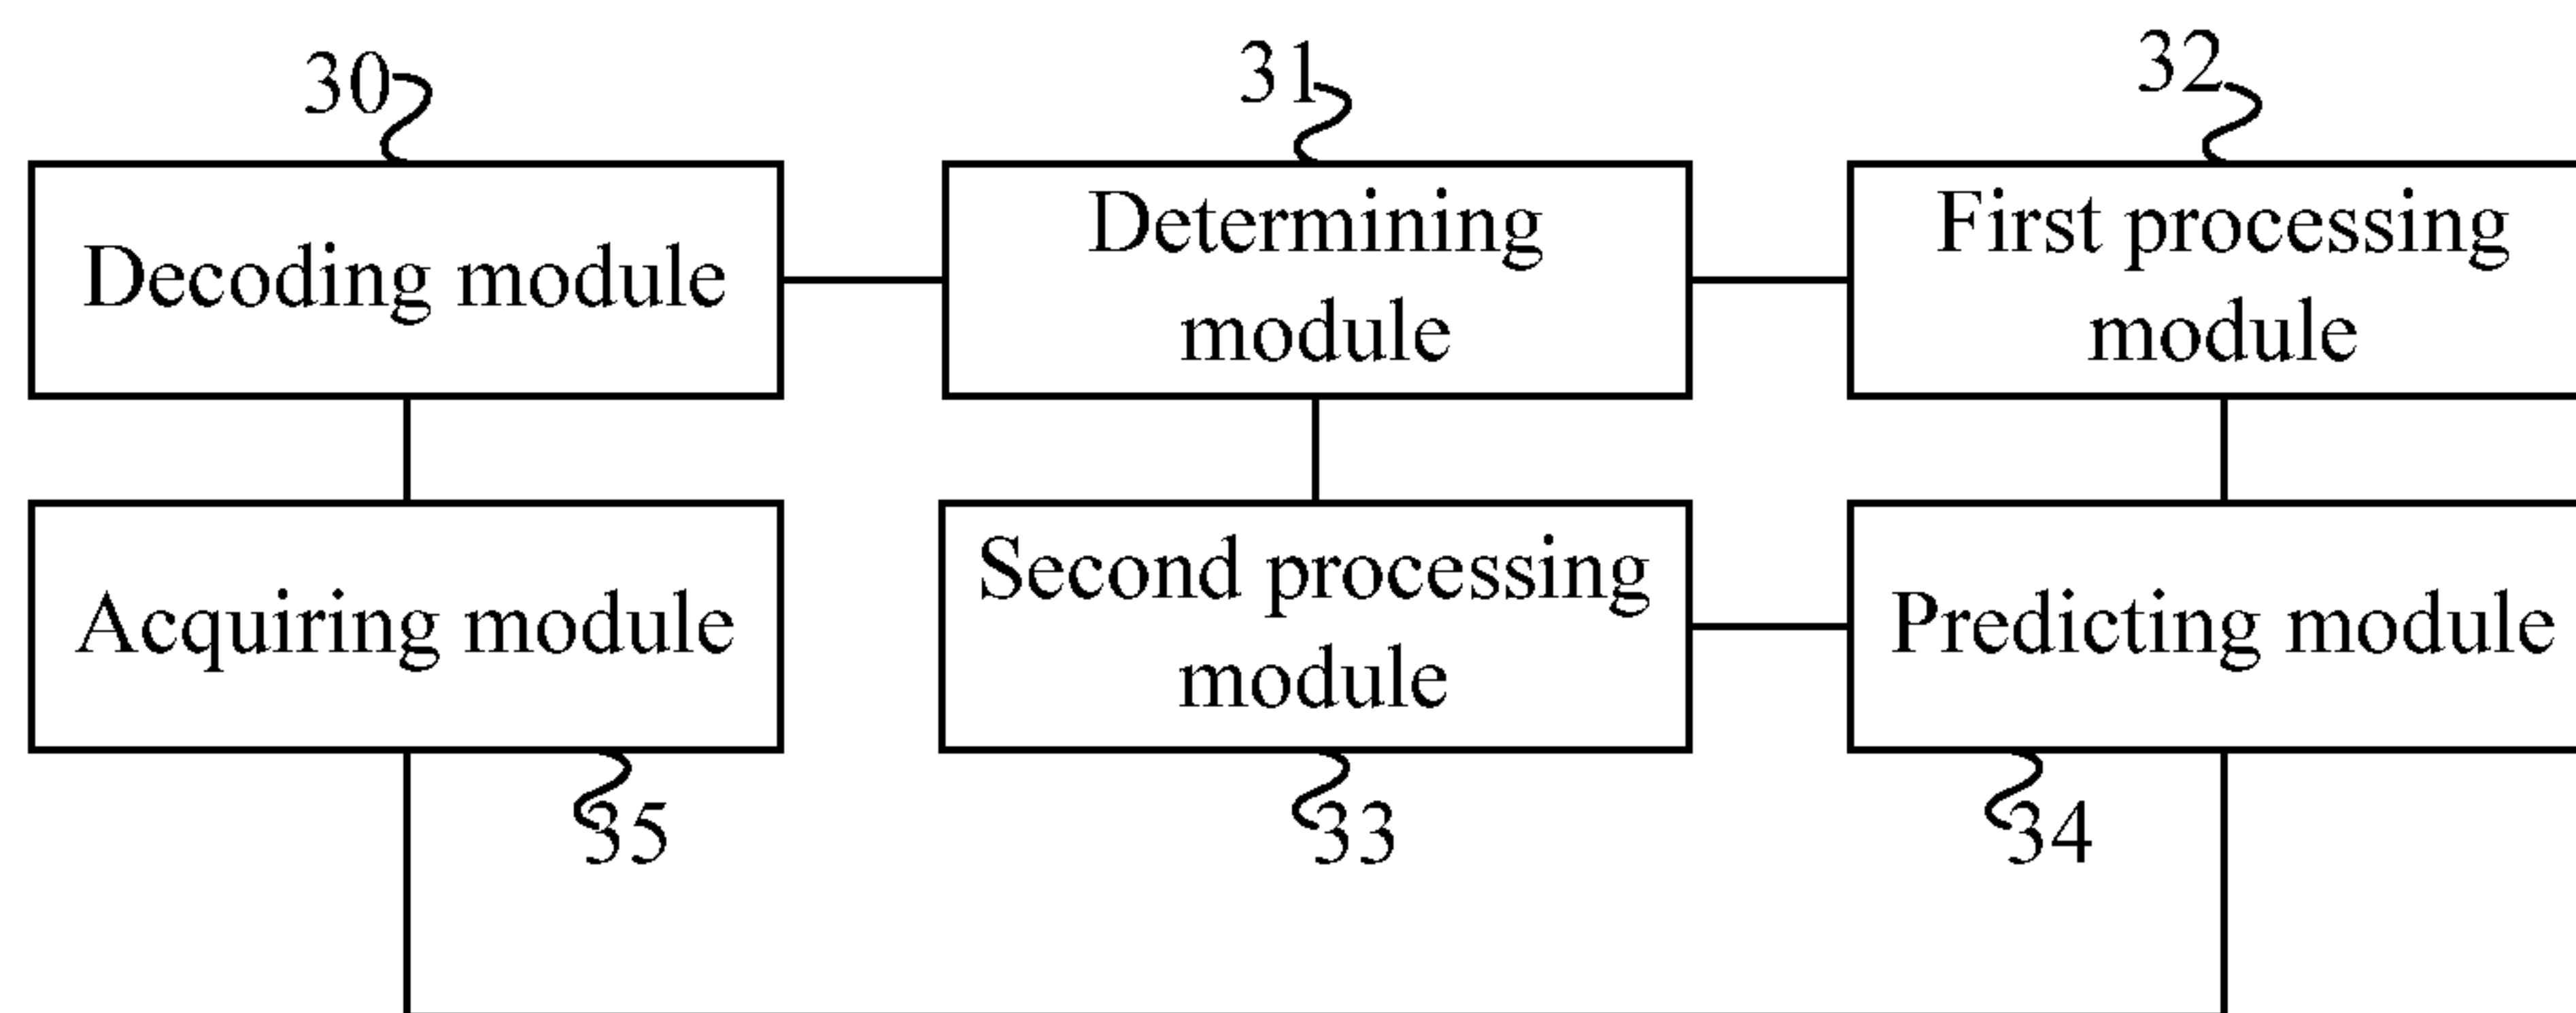 30
31
32
Decoding module
Determining
module
First processing
module
Acquiring module
Second processing
module
Predicting module
35
33
34